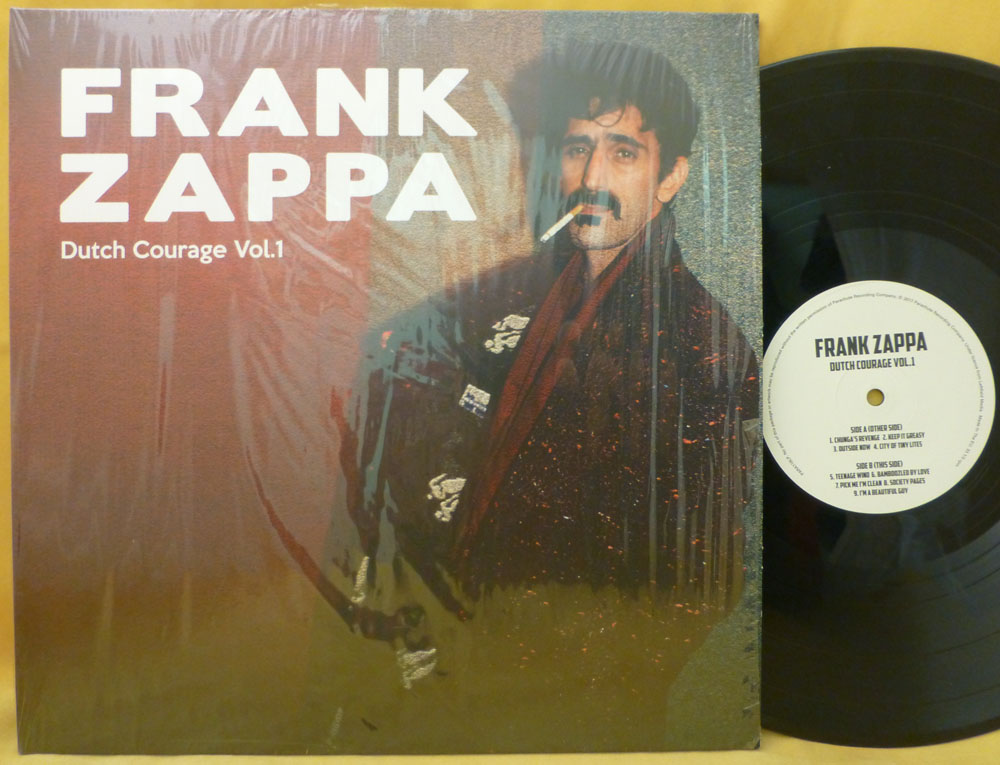 FRANK
ZAPPA
Dutch Courage Vol.1
FRANK ZAPPA
DUTCH COURAGE VOL.1
SIDE A (OTHER SIDE)
1. CHUNGA'S REVENGE 2. KEEP IT GREASY
3. OUTSIDE NOW 4. CITY OF TINY LITES
SIDE B (THIS SIDE)
5. TEENAGE WIND 6. BAMBOOZLED BY LOVE
7. PICK ME I'M CLEAN 8. SOCIETY PAGES
9. I'M A BEAUTIFUL GUY